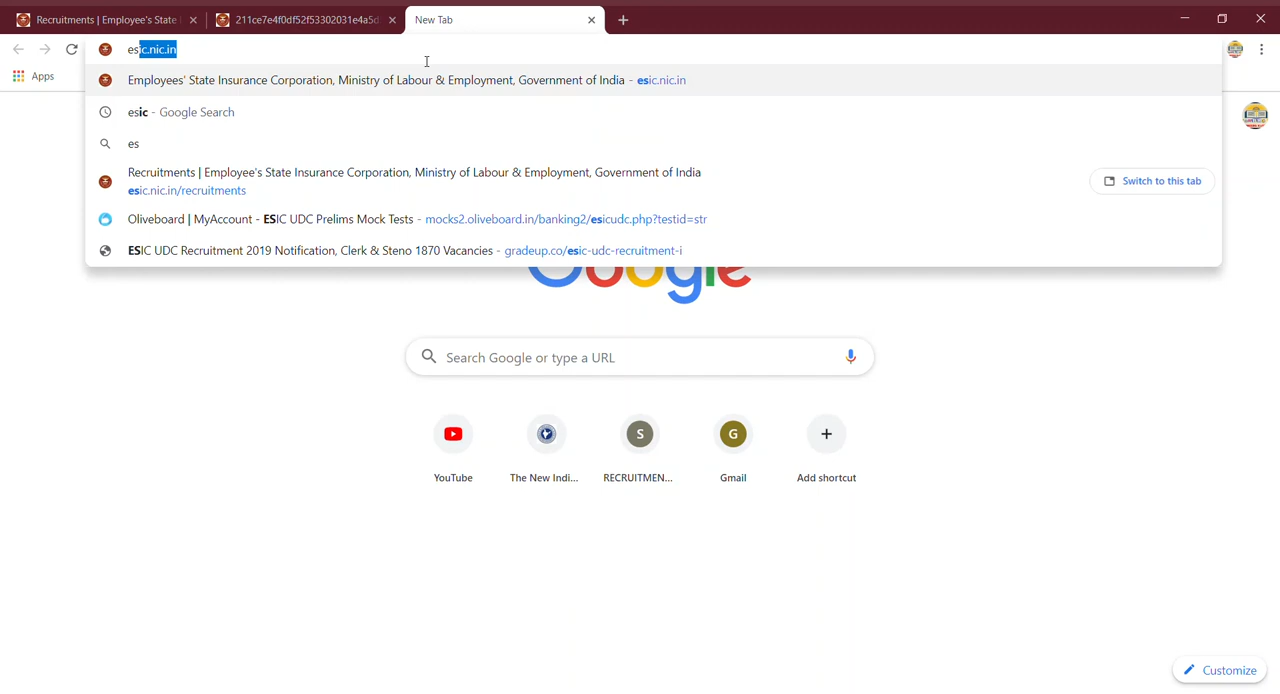 Recruitments | Employee's State
211ce7e4f0df52f53302031e4a5d
New Tab
esic.nic.in
Apps
Employees' State Insurance Corporation, Ministry of Labour & Employment, Government of India - esic.nic.in
esic - Google Search
es
Recruitments | Employee's State Insurance Corporation, Ministry of Labour & Employment, Government of India
esic.nic.in/recruitments
Switch to this tab
Oliveboard | MyAccount - ESIC UDC Prelims Mock Tests - mocks2.oliveboard.in/banking2/esicudc.php?testid=str
ESIC UDC Recruitment 2019 Notification, Clerk & Steno 1870 Vacancies - gradeup.co/esic-udc-recruitment-i
Google
Search Google or type a URL
S
G
YouTube
The New Indi...
RECRUITMEN...
Gmail
Add shortcut
Customize